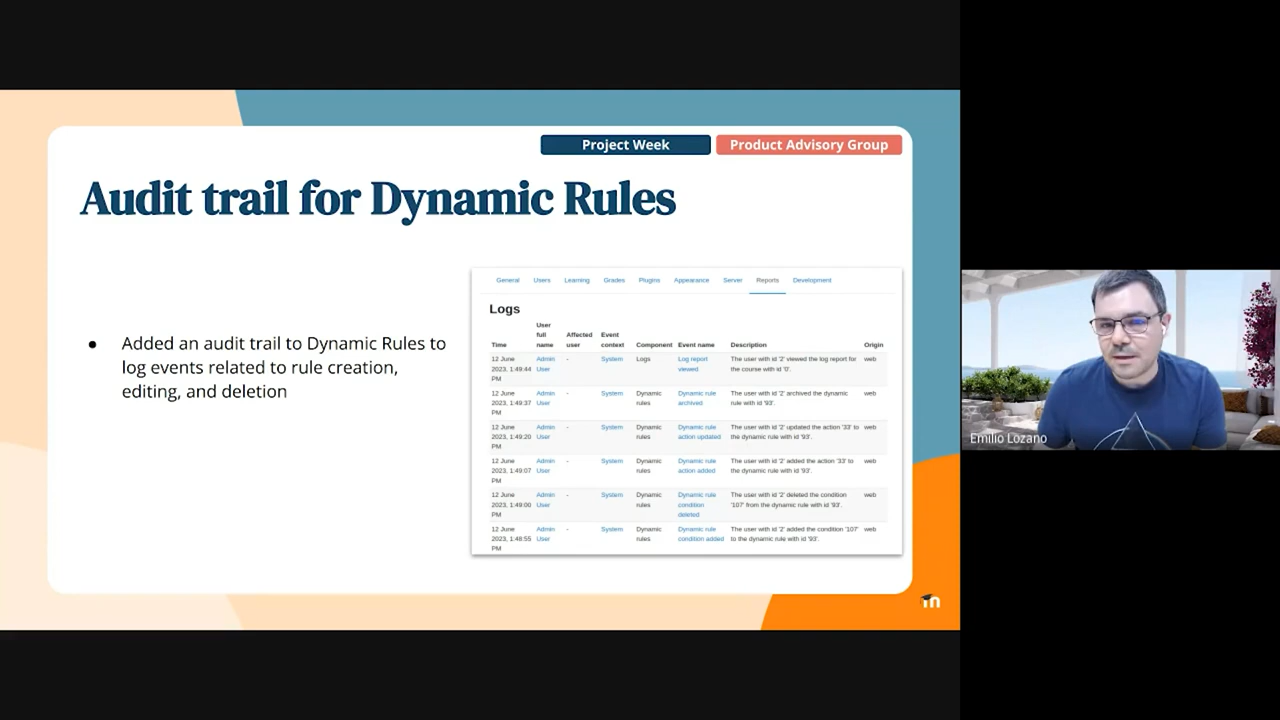 Project Week
Product Advisory Group
Audit trail for Dynamic Rules
● Added an audit trail to Dynamic Rules to
log events related to rule creation,
editing, and deletion
General Users Learning Grades Plugins Appearance Server Reports Development
Logs
Time User full name Affected user Event context Component Event name Description Origin
12 June 2023, 1:49:44 PM Admin User - System Logs Log report viewed The user with id '2' viewed the log report for the course with id '0'. web
12 June 2023, 1:49:37 PM Admin User - System Dynamic rules Dynamic rule archived The user with id '2' archived the dynamic rule with id '93'. web
12 June 2023, 1:49:20 PM Admin User - System Dynamic rules Dynamic rule action updated The user with id '2' updated the action '33' to the dynamic rule with id '93'. web
12 June 2023, 1:49:07 PM Admin User - System Dynamic rules Dynamic rule action added The user with id '2' added the action '33' to the dynamic rule with id '93'. web
12 June 2023, 1:49:00 PM Admin User - System Dynamic rules Dynamic rule condition deleted The user with id '2' deleted the condition '107' from the dynamic rule with id '93'. web
12 June 2023, 1:48:55 PM Admin User - System Dynamic rules Dynamic rule condition added The user with id '2' added the condition '107' to the dynamic rule with id '93'. web
m
Emilio Lozano